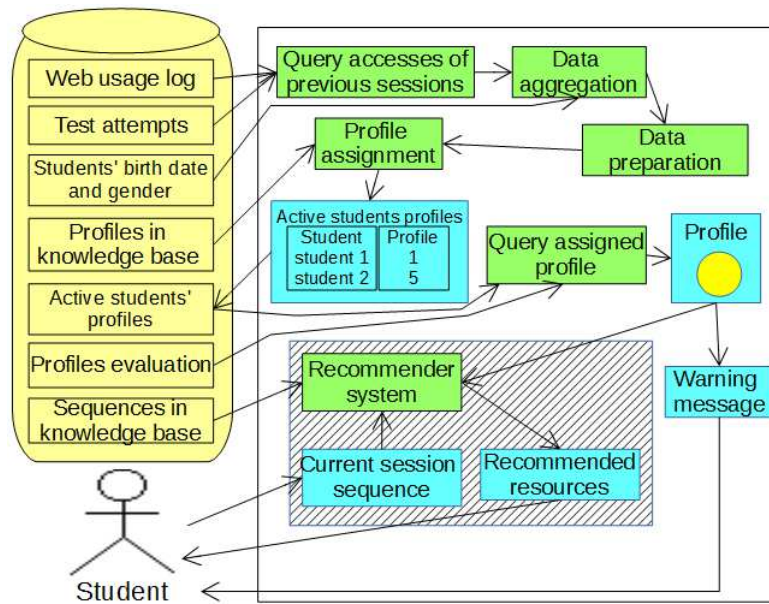 Web usage log
Test attempts
Students' birth date
and gender
Profiles in
knowledge base
Active students'
profiles
Profiles evaluation
Sequences in
knowledge base
Query accesses of
previous sessions
Data
aggregation
Data
preparation
Profile
assignment
Active students profiles
Student Profile
student 1 1
student 2 5
Query assigned
profile
Profile
Warning
message
Recommender
system
Current session
sequence
Recommended
resources
Student